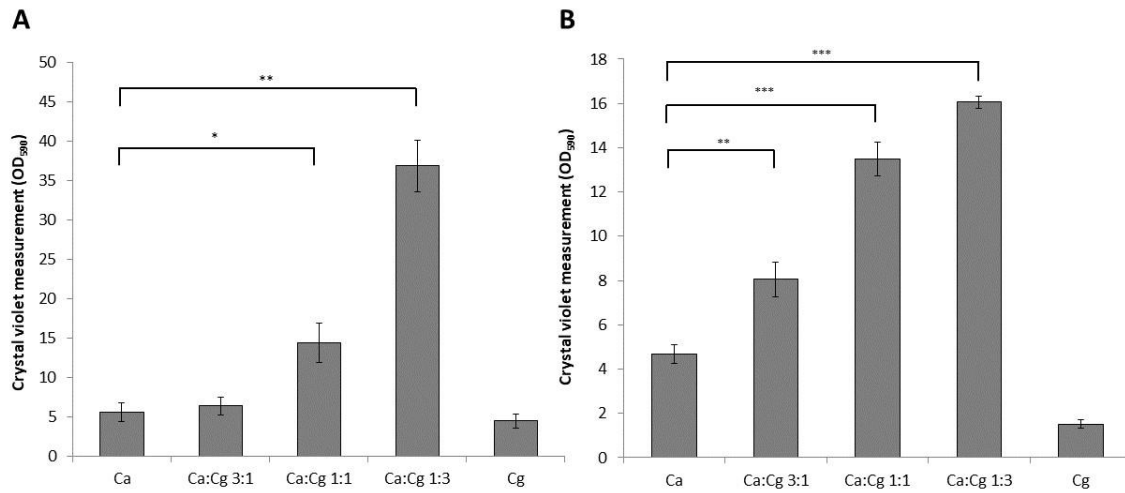 A
Crystal violet measurement (OD590)
50
45
40
35
30
25
20
15
10
5
0
**
*
Ca
Ca:Cg 3:1
Ca:Cg 1:1
Ca:Cg 1:3
Cg
B
Crystal violet measurement (OD590)
18
16
14
12
10
8
6
4
2
0
***
***
**
Ca
Ca:Cg 3:1
Ca:Cg 1:1
Ca:Cg 1:3
Cg